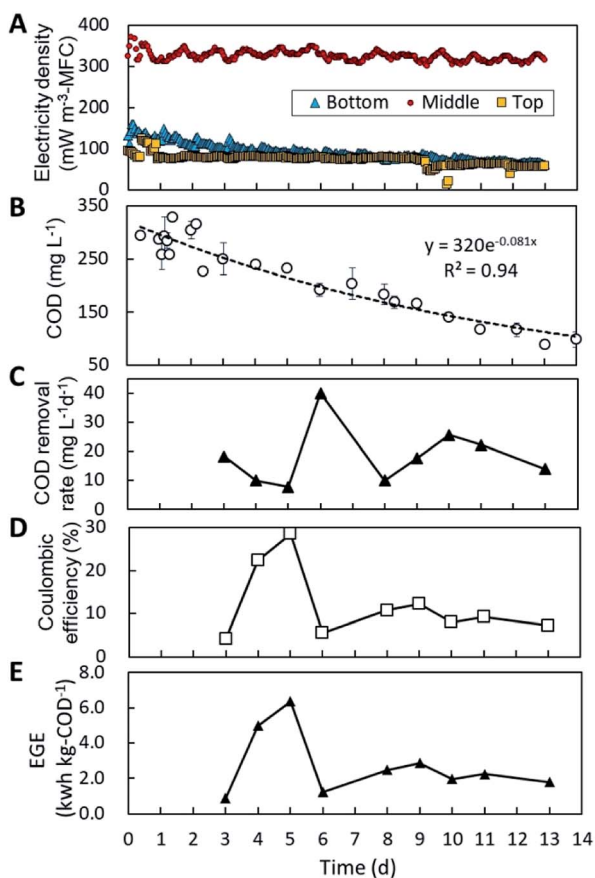 A
Electricity density
(mW m-3-MFC)
400
300
200
100
0
Bottom Middle Top
B
COD (mg L-1)
350
250
150
50
y = 320e-0.081x
R² = 0.94
C
COD removal
rate (mg L-1d-1)
40
30
20
10
0
D
Coulombic
efficiency (%)
30
20
10
0
E
EGE
(kwh kg-COD-1)
8.0
6.0
4.0
2.0
0.0
0 1 2 3 4 5 6 7 8 9 10 11 12 13 14
Time (d)